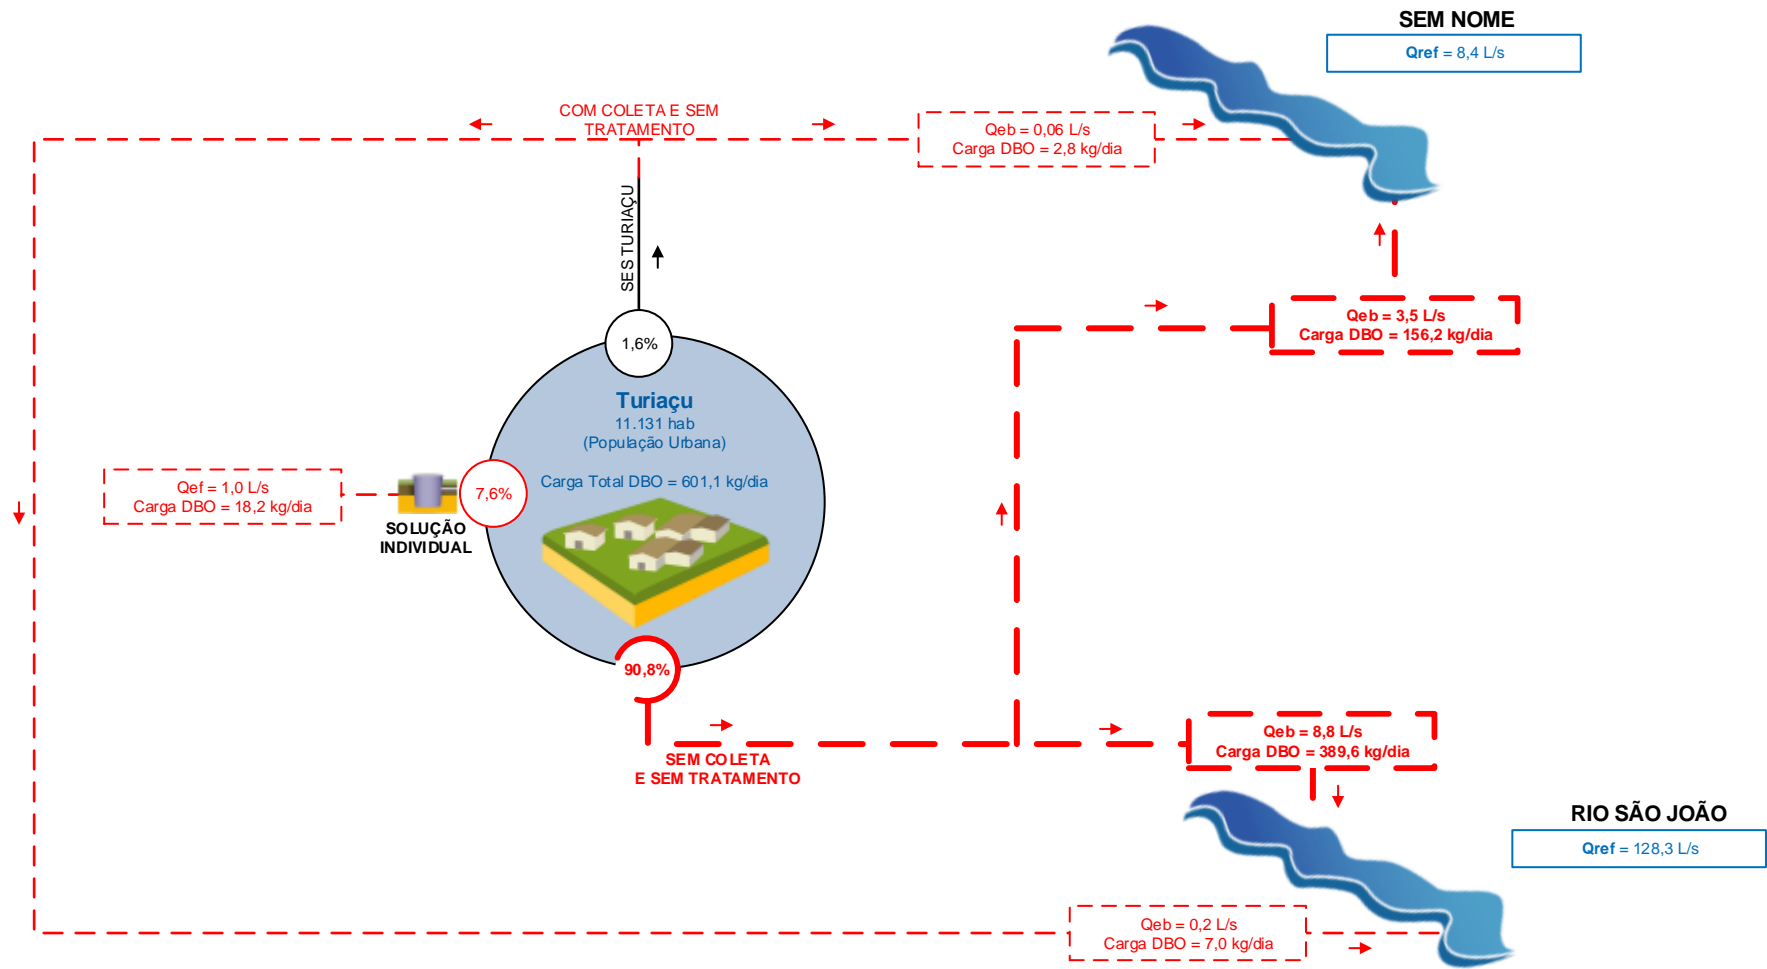 SEM NOME
Qref = 8,4 L/s
COM COLETA E SEM
TRATAMENTO
Qeb = 0,06 L/s
Carga DBO = 2,8 kg/dia
SES TURIAÇU
Qeb = 3,5 L/s
Carga DBO = 156,2 kg/dia
1,6%
Turiaçu
11.131 hab
(População Urbana)
Carga Total DBO = 601,1 kg/dia
7,6%
Qef = 1,0 L/s
Carga DBO = 18,2 kg/dia
SOLUÇÃO
INDIVIDUAL
90,8%
SEM COLETA
E SEM TRATAMENTO
Qeb = 8,8 L/s
Carga DBO = 389,6 kg/dia
RIO SÃO JOÃO
Qref = 128,3 L/s
Qeb = 0,2 L/s
Carga DBO = 7,0 kg/dia